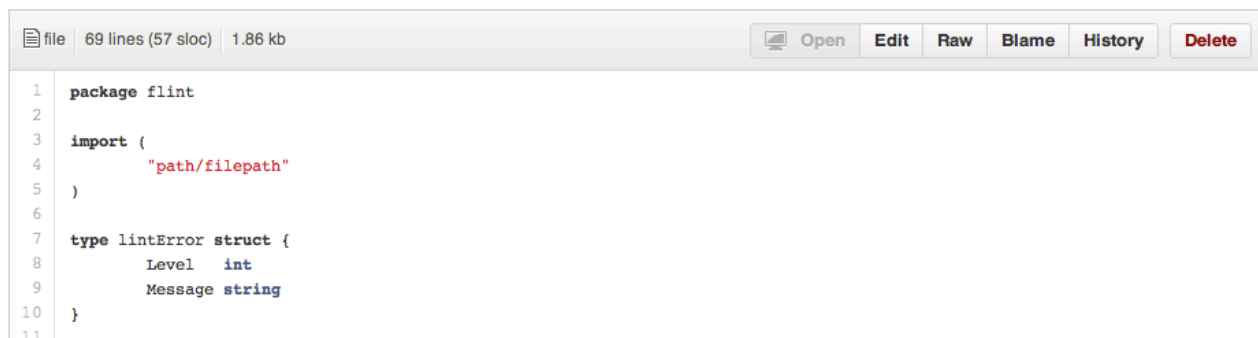 file 69 lines (57 sloc) 1.86 kb Open Edit Raw Blame History Delete
1 package flint
2
3 import (
4         "path/filepath"
5 )
6
7 type lintError struct {
8         Level   int
9         Message string
10 }
11